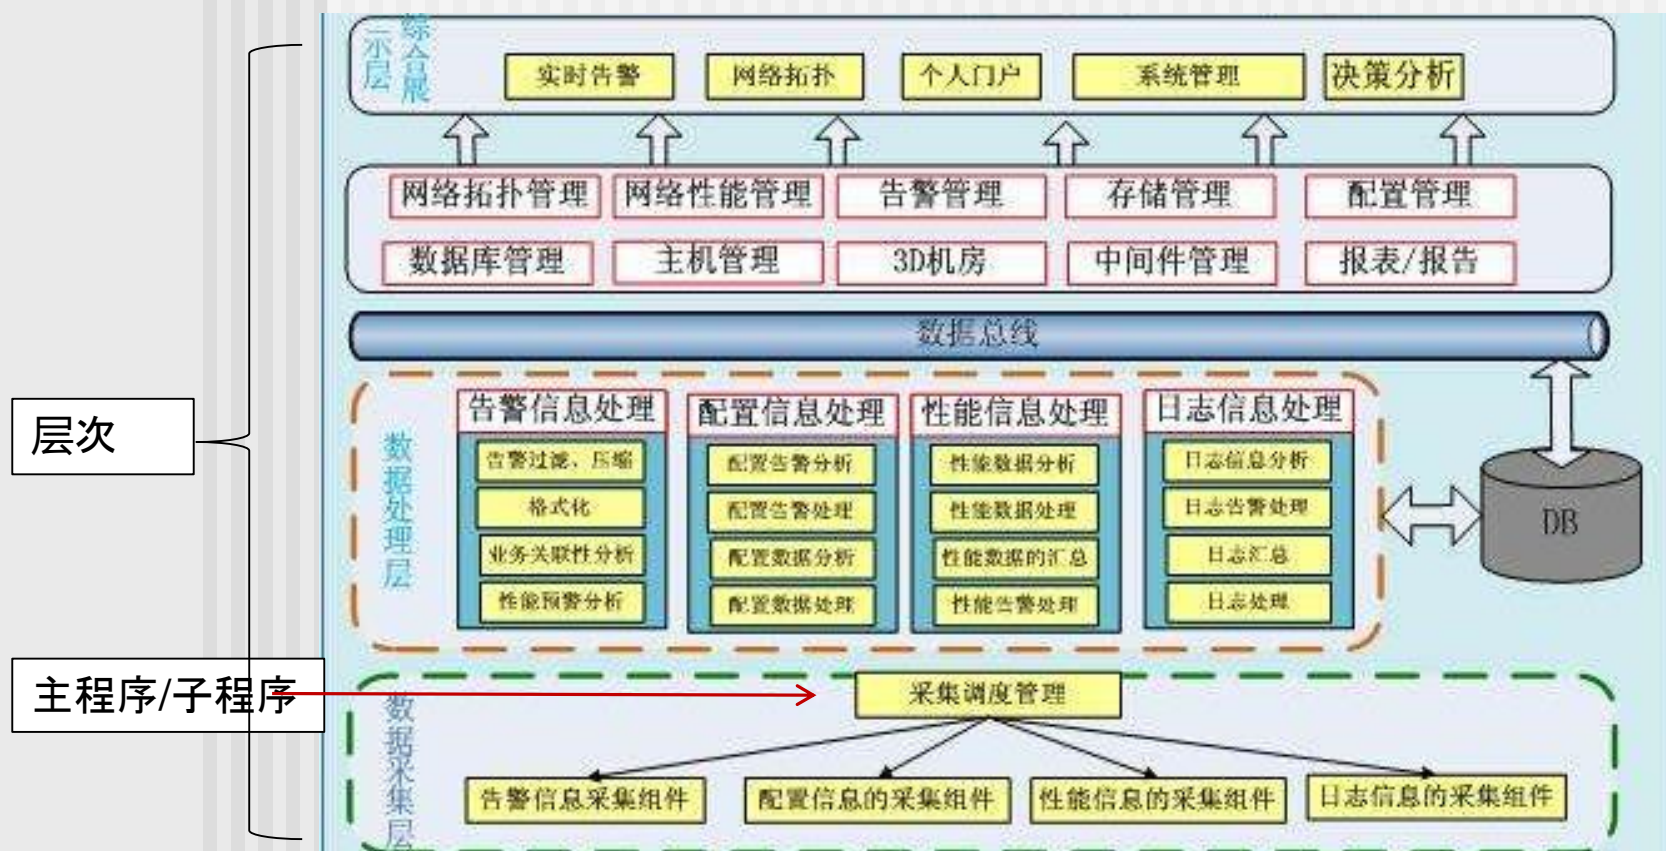 综合展
示层
实时告警
网络拓扑
个人门户
系统管理
决策分析
网络拓扑管理
网络性能管理
告警管理
存储管理
配置管理
数据库管理
主机管理
3D机房
中间件管理
报表/报告
数据总线
层次
数据处理层
告警信息处理
告警过滤、压缩
格式化
业务关联性分析
性能预警分析
配置信息处理
配置告警分析
配置告警处理
配置数据分析
配置数据处理
性能信息处理
性能数据分析
性能数据处理
性能数据的汇总
性能告警处理
日志信息处理
日志信息分析
日志告警处理
日志汇总
日志处理
DB
主程序/子程序
数据采集层
采集调度管理
告警信息采集组件
配置信息的采集组件
性能信息的采集组件
日志信息的采集组件